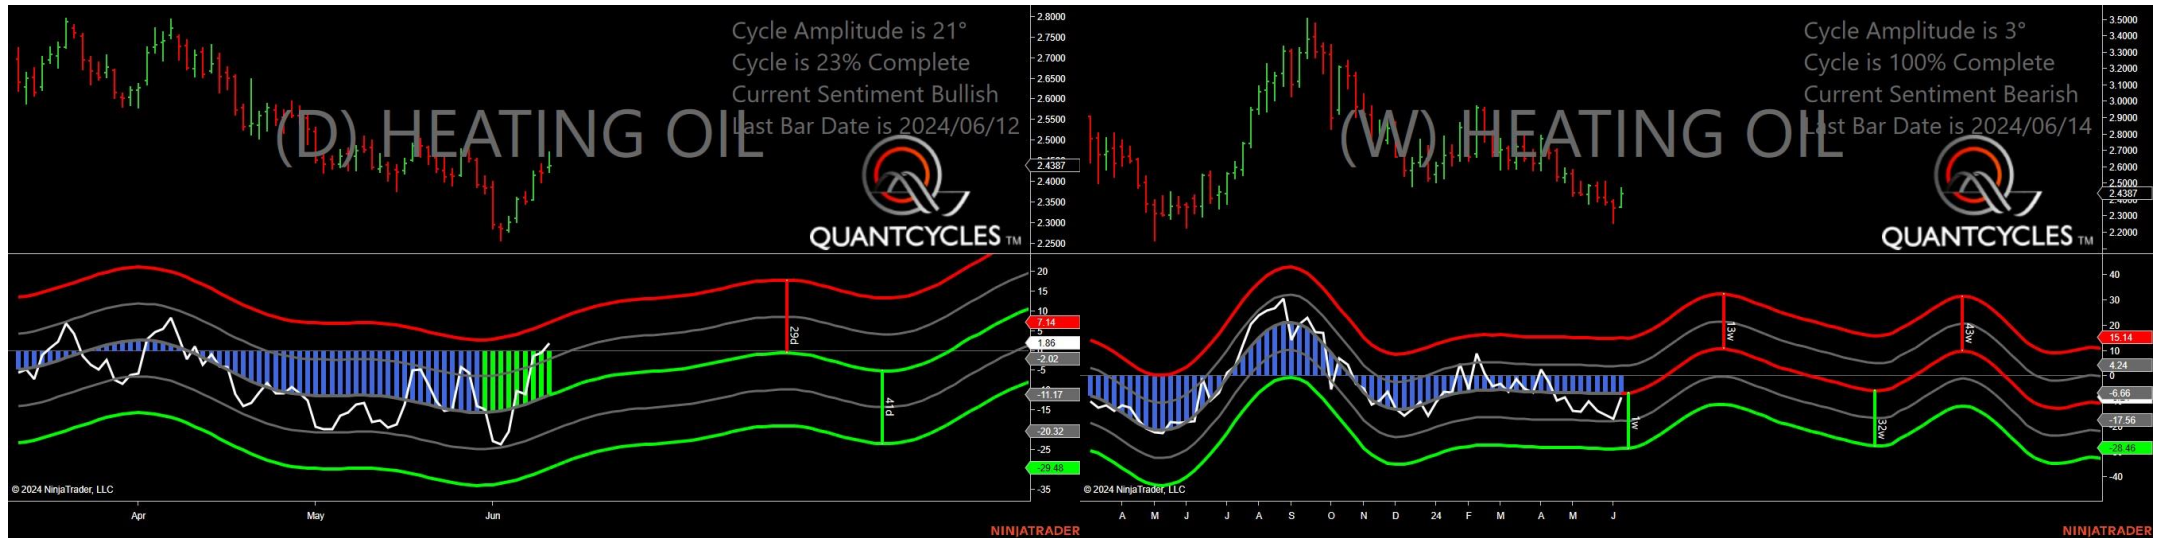 Cycle Amplitude is 21°
Cycle is 23% Complete
Current Sentiment Bullish
Last Bar Date is 2024/06/12
(D) HEATING OIL
QUANTCYCLES TM
2.8000
2.7500
2.7000
2.6500
2.6000
2.5500
2.5000
2.4387
2.4000
2.3500
2.3000
2.2500
29d
41d
20
15
10
7.14
1.86
-2.02
-5
-11.17
-15
-20.32
-25
-29.48
-35
© 2024 NinjaTrader, LLC
Apr May Jun
NINJATRADER
Cycle Amplitude is 3°
Cycle is 100% Complete
Current Sentiment Bearish
Last Bar Date is 2024/06/14
(W) HEATING OIL
QUANTCYCLES TM
3.5000
3.4000
3.3000
3.2000
3.1000
3.0000
2.9000
2.8000
2.7000
2.6000
2.5000
2.4387
2.3000
2.2000
13w
43w
1w
32w
40
30
20
15.14
10
4.24
0
-6.66
-17.56
-28.46
-40
© 2024 NinjaTrader, LLC
A M J J A S O N D 24 F M A M J
NINJATRADER